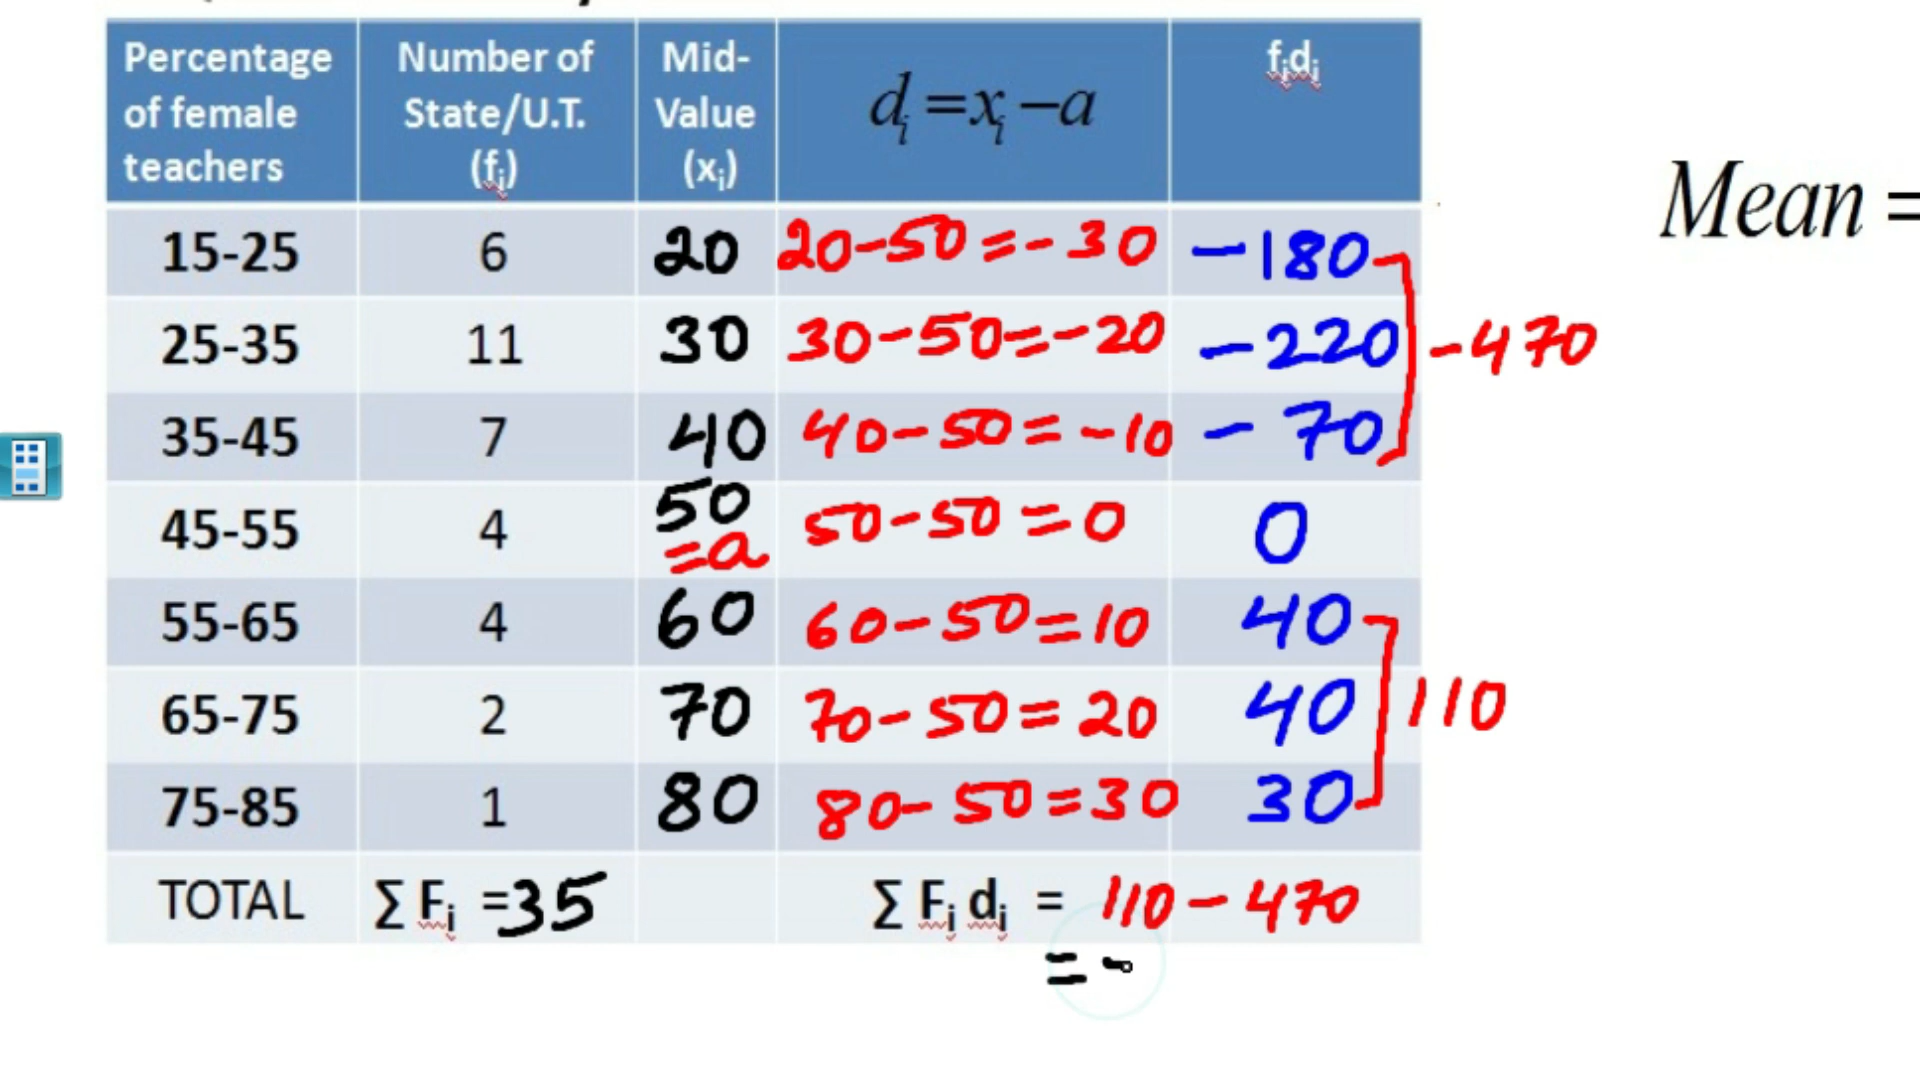 Percentage of female teachers Number of State/U.T. (fi) Mid-Value (xi) di = xi − a fidi
Mean =
15-25 6 20 20-50=-30 -180
25-35 11 30 30-50=-20 -220 -470
35-45 7 40 40-50=-10 -70
45-55 4 50 =a 50-50=0 0
55-65 4 60 60-50=10 40
65-75 2 70 70-50=20 40 110
75-85 1 80 80-50=30 30
TOTAL ∑ Fi =35 ∑ Fi di = 110-470
= -